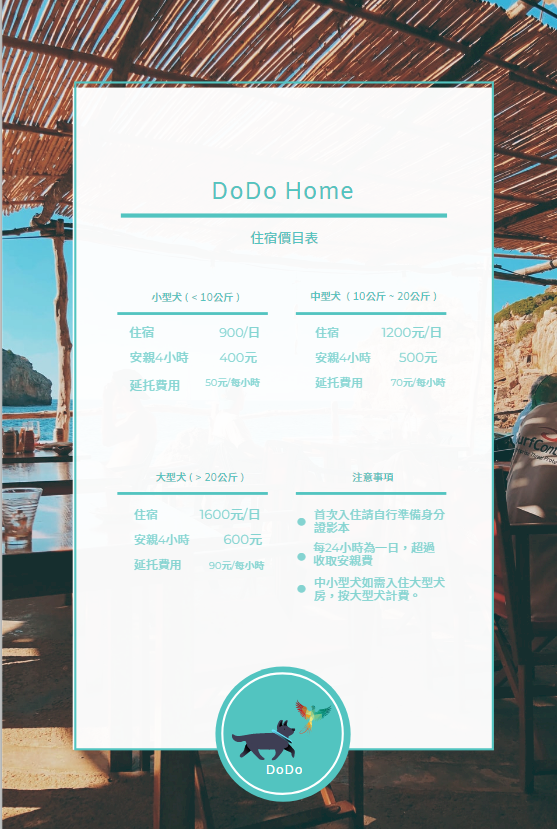 DoDo Home
住宿價目表
小型犬 ( < 10公斤 )
住宿 900/日
安親4小時 400元
延托費用 50元/每小時
中型犬 ( 10公斤 ~ 20公斤 )
住宿 1200元/日
安親4小時 500元
延托費用 70元/每小時
大型犬 ( > 20公斤 )
住宿 1600元/日
安親4小時 600元
延托費用 90元/每小時
注意事項
首次入住請自行準備身分
證影本
每24小時為一日，超過
收取安親費
中小型犬如需入住大型犬
房，按大型犬計費。
DoDo